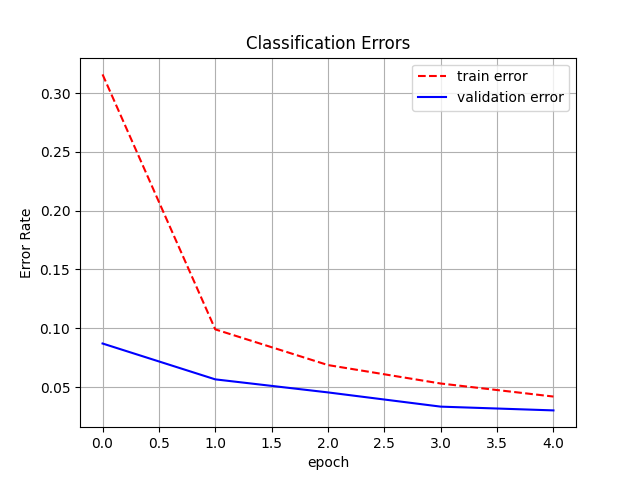 Classification Errors
train error
validation error
Error Rate
0.30
0.25
0.20
0.15
0.10
0.05
0.0 0.5 1.0 1.5 2.0 2.5 3.0 3.5 4.0
epoch